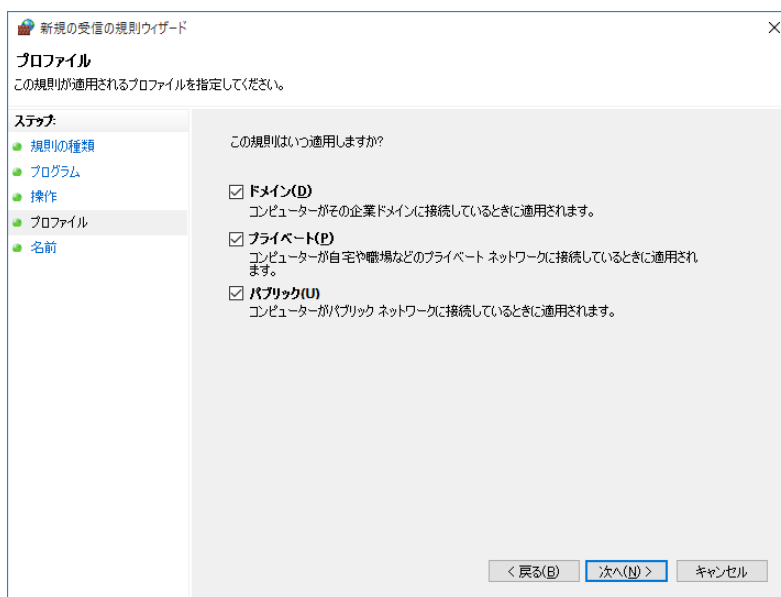 新規の受信の規則ウィザード
プロファイル
この規則が適用されるプロファイルを指定してください。
ステップ:
規則の種類
プログラム
操作
プロファイル
名前
この規則はいつ適用しますか?
ドメイン(D)
コンピューターがその企業ドメインに接続しているときに適用されます。
プライベート(P)
コンピューターが自宅や職場などのプライベート ネットワークに接続しているときに適用され
ます。
パブリック(U)
コンピューターがパブリック ネットワークに接続しているときに適用されます。
< 戻る(B)
次へ(N) >
キャンセル